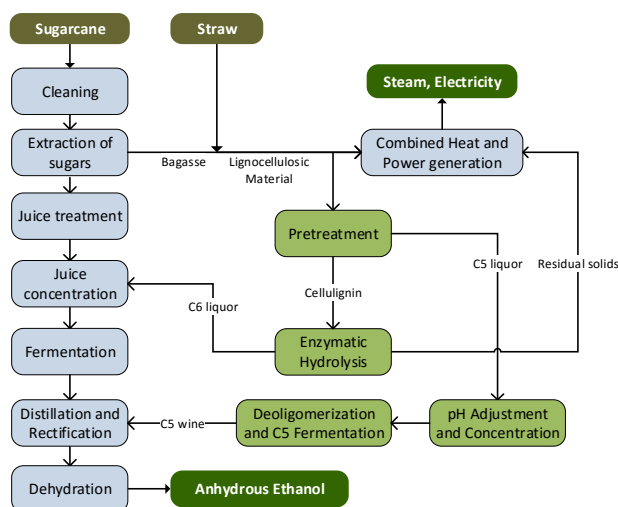 Sugarcane
Straw
Steam, Electricity
Cleaning
Extraction of
sugars
Bagasse
Lignocellulosic
Material
Combined Heat and
Power generation
Juice treatment
Pretreatment
C5 liquor
Residual solids
Juice
concentration
C6 liquor
Cellulignin
Enzymatic
Hydrolysis
Fermentation
Distillation and
Rectification
C5 wine
Deoligomerization
and C5 Fermentation
pH Adjustment
and Concentration
Dehydration
Anhydrous Ethanol